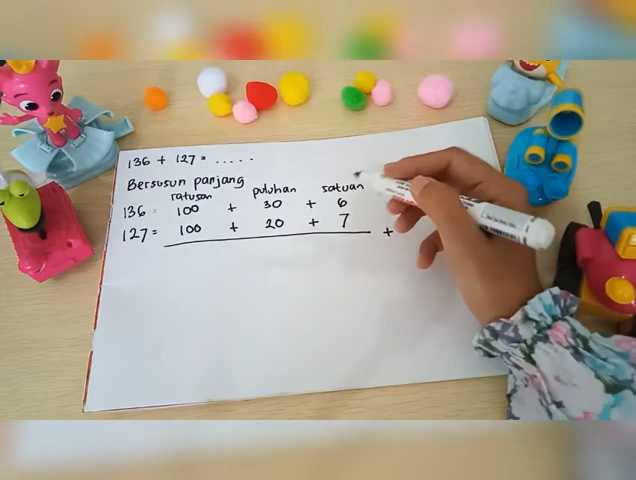 136 + 127 = .....
Bersusun panjang
ratusan puluhan satuan
136 = 100 + 30 + 6
127 = 100 + 20 + 7
+